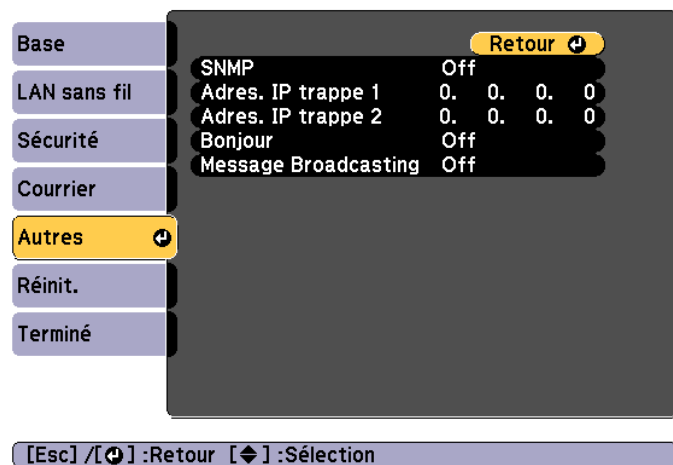 Base
LAN sans fil
Sécurité
Courrier
Autres
Réinit.
Terminé
Retour
SNMP Off
Adres. IP trappe 1 0. 0. 0. 0
Adres. IP trappe 2 0. 0. 0. 0
Bonjour Off
Message Broadcasting Off
[Esc] /[⏎] :Retour [◆] :Sélection